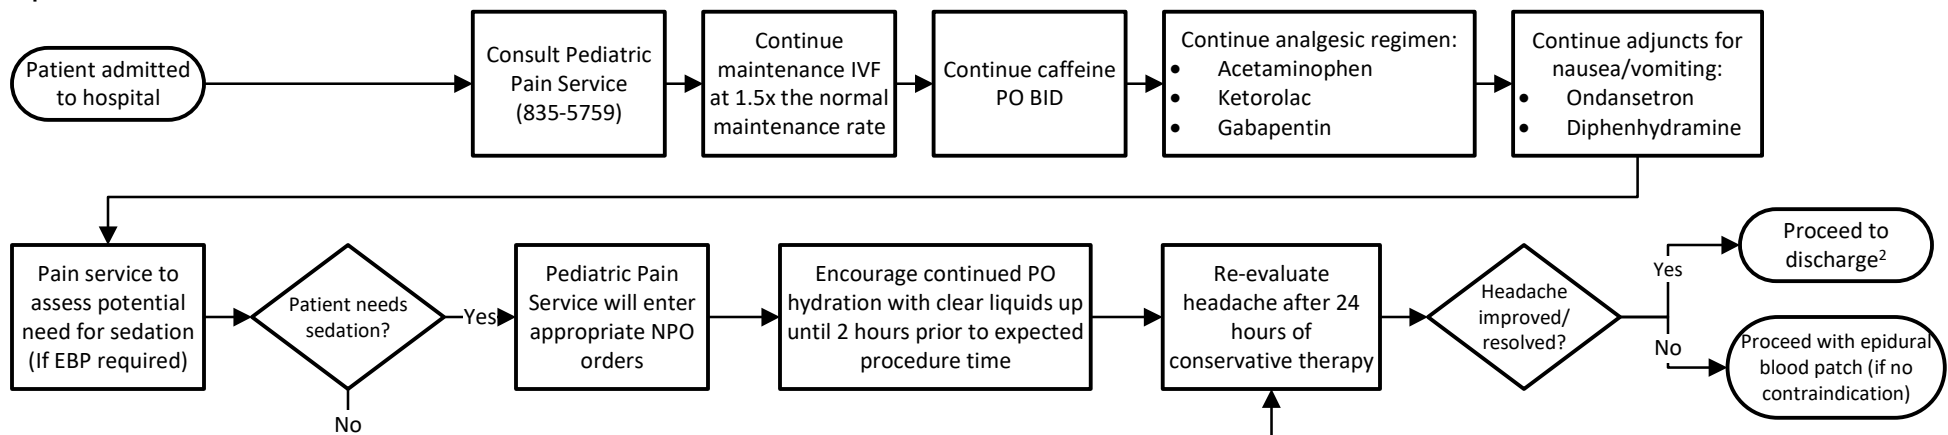 Patient admitted
to hospital
Consult Pediatric
Pain Service
(835-5759)
Continue
maintenance IVF
at 1.5x the normal
maintenance rate
Continue caffeine
PO BID
Continue analgesic regimen:
• Acetaminophen
• Ketorolac
• Gabapentin
Continue adjuncts for
nausea/vomiting:
• Ondansetron
• Diphenhydramine
Pain service to
assess potential
need for sedation
(If EBP required)
Patient needs
sedation?
Yes
No
Pediatric Pain
Service will enter
appropriate NPO
orders
Encourage continued PO
hydration with clear liquids up
until 2 hours prior to expected
procedure time
Re-evaluate
headache after 24
hours of
conservative therapy
Headache
improved/
resolved?
Yes
No
Proceed to
discharge²
Proceed with epidural
blood patch (if no
contraindication)